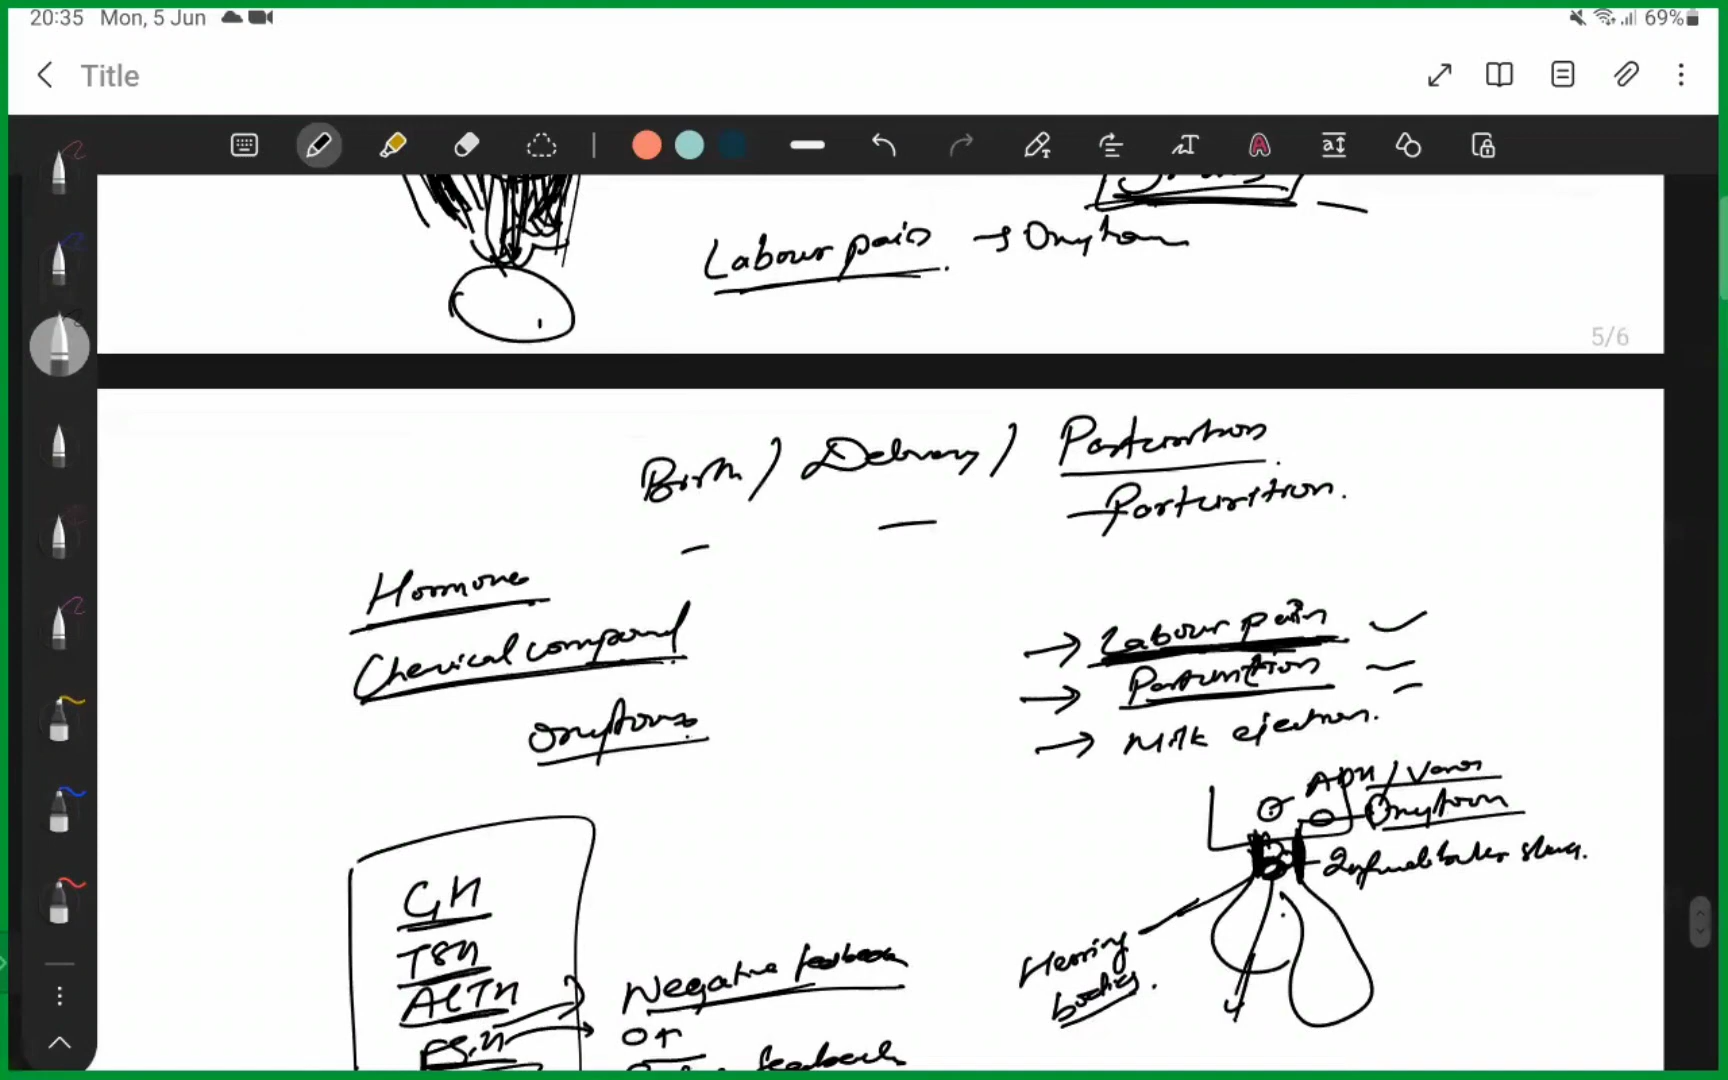 20:35 Mon, 5 Jun
69%
Title
Labour pain → Oxytocin
5/6
Birth / Delivery / Parturition
Parturition.
Hormone
Chemical compound
Oxytocin
→ Labour pain
→ Parturition
→ Milk ejection.
ADH / Vaso
Oxytocin
Herring
bodies.
GH
TSH
ACTH
FSH
Negative feedback
or
feedback